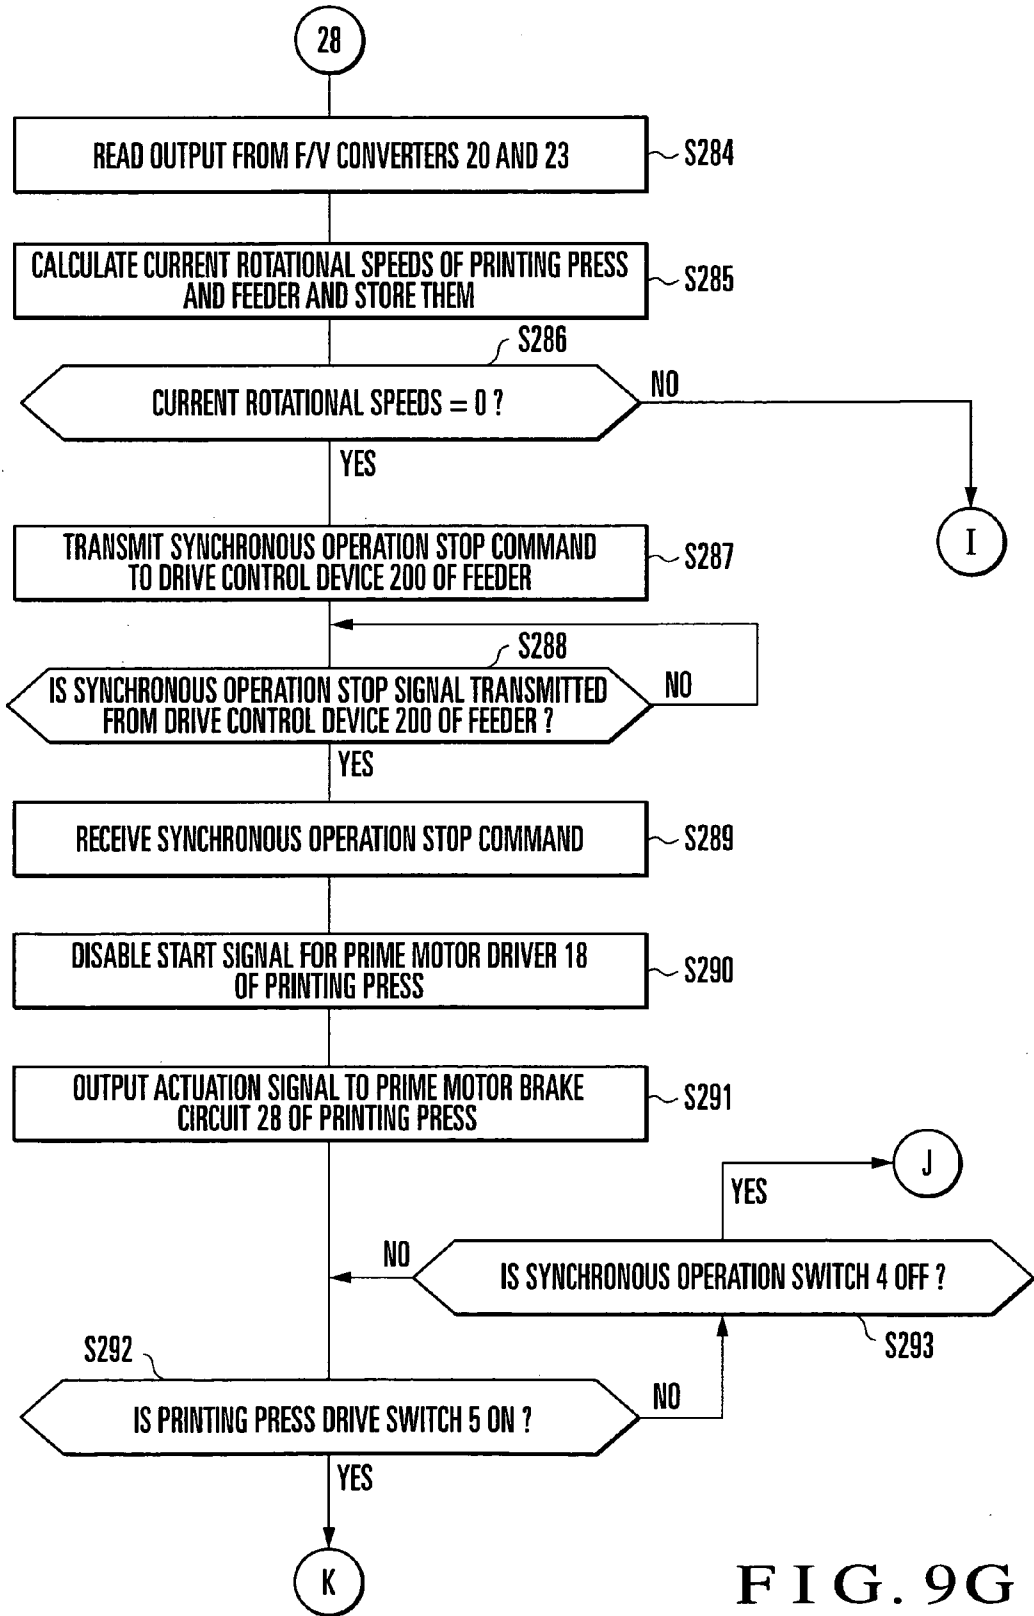 28
READ OUTPUT FROM F/V CONVERTERS 20 AND 23
S284
CALCULATE CURRENT ROTATIONAL SPEEDS OF PRINTING PRESS
AND FEEDER AND STORE THEM
S285
S286
CURRENT ROTATIONAL SPEEDS = 0 ?
NO
YES
I
TRANSMIT SYNCHRONOUS OPERATION STOP COMMAND
TO DRIVE CONTROL DEVICE 200 OF FEEDER
S287
S288
IS SYNCHRONOUS OPERATION STOP SIGNAL TRANSMITTED
FROM DRIVE CONTROL DEVICE 200 OF FEEDER ?
NO
YES
RECEIVE SYNCHRONOUS OPERATION STOP COMMAND
S289
DISABLE START SIGNAL FOR PRIME MOTOR DRIVER 18
OF PRINTING PRESS
S290
OUTPUT ACTUATION SIGNAL TO PRIME MOTOR BRAKE
CIRCUIT 28 OF PRINTING PRESS
S291
J
YES
NO
IS SYNCHRONOUS OPERATION SWITCH 4 OFF ?
S293
S292
IS PRINTING PRESS DRIVE SWITCH 5 ON ?
NO
YES
K
FIG. 9G